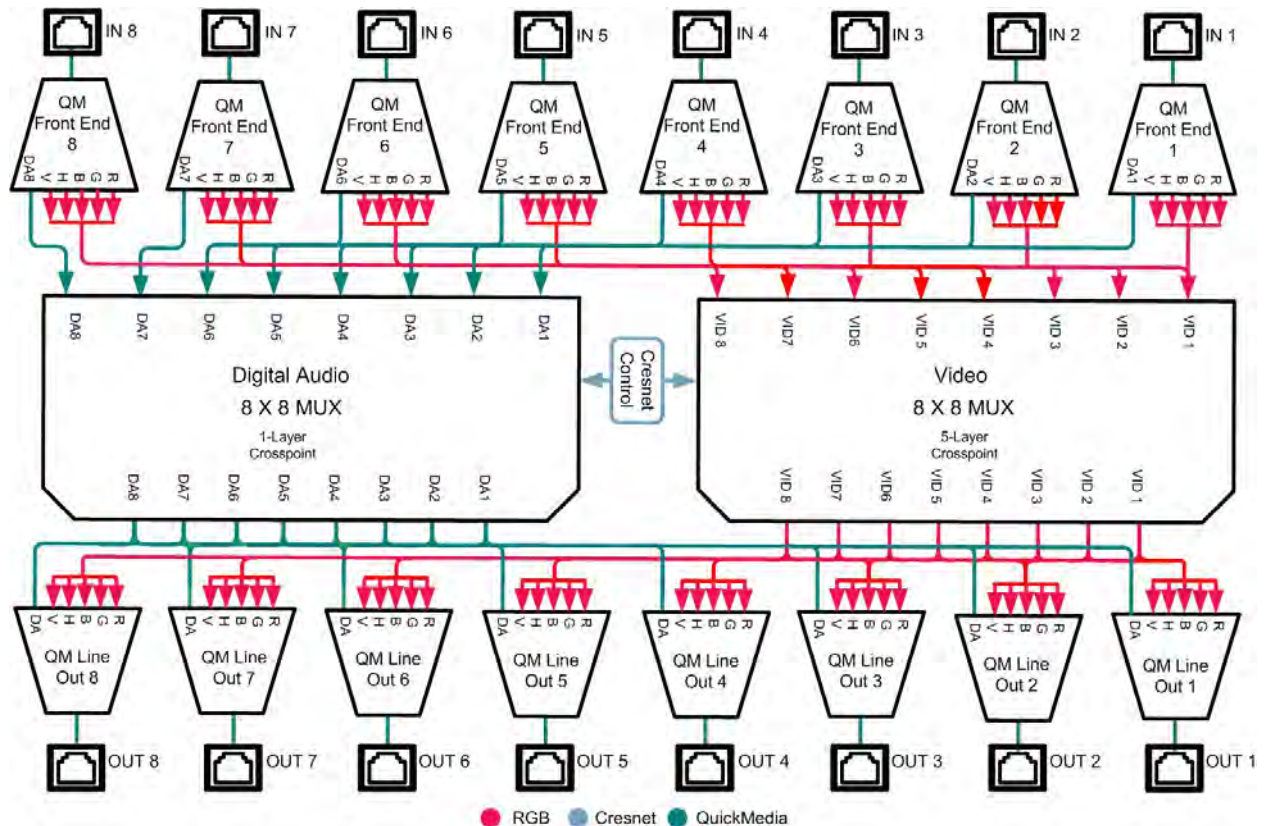 IN 8 IN 7 IN 6 IN 5 IN 4 IN 3 IN 2 IN 1
QM Front End 8
QM Front End 7
QM Front End 6
QM Front End 5
QM Front End 4
QM Front End 3
QM Front End 2
QM Front End 1
DA8 V H B G R
DA7 V H B G R
DA6 V H B G R
DA5 V H B G R
DA4 V H B G R
DA3 V H B G R
DA2 V H B G R
DA1 V H B G R
DA8 DA7 DA6 DA5 DA4 DA3 DA2 DA1
Digital Audio
8 X 8 MUX
1-Layer
Crosspoint
DA8 DA7 DA6 DA5 DA4 DA3 DA2 DA1
Cresnet
Control
VID 8 VID7 VID6 VID 5 VID 4 VID 3 VID 2 VID 1
Video
8 X 8 MUX
5-Layer
Crosspoint
VID 8 VID7 VID6 VID 5 VID 4 VID 3 VID 2 VID 1
DA V H B G R
DA V H B G R
DA V H B G R
DA V H B G R
DA V H B G R
DA V H B G R
DA V H B G R
DA V H B G R
QM Line Out 8
QM Line Out 7
QM Line Out 6
QM Line Out 5
QM Line Out 4
QM Line Out 3
QM Line Out 2
QM Line Out 1
OUT 8 OUT 7 OUT 6 OUT 5 OUT 4 OUT 3 OUT 2 OUT 1
RGB Cresnet QuickMedia